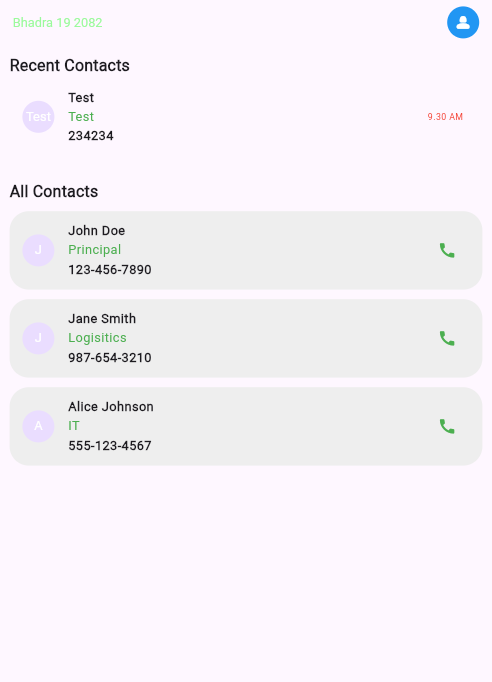 Bhadra 19 2082
Recent Contacts
Test
Test
Test
234234
9.30 AM
All Contacts
John Doe
J
Principal
123-456-7890
Jane Smith
J
Logisitics
987-654-3210
Alice Johnson
A
IT
555-123-4567